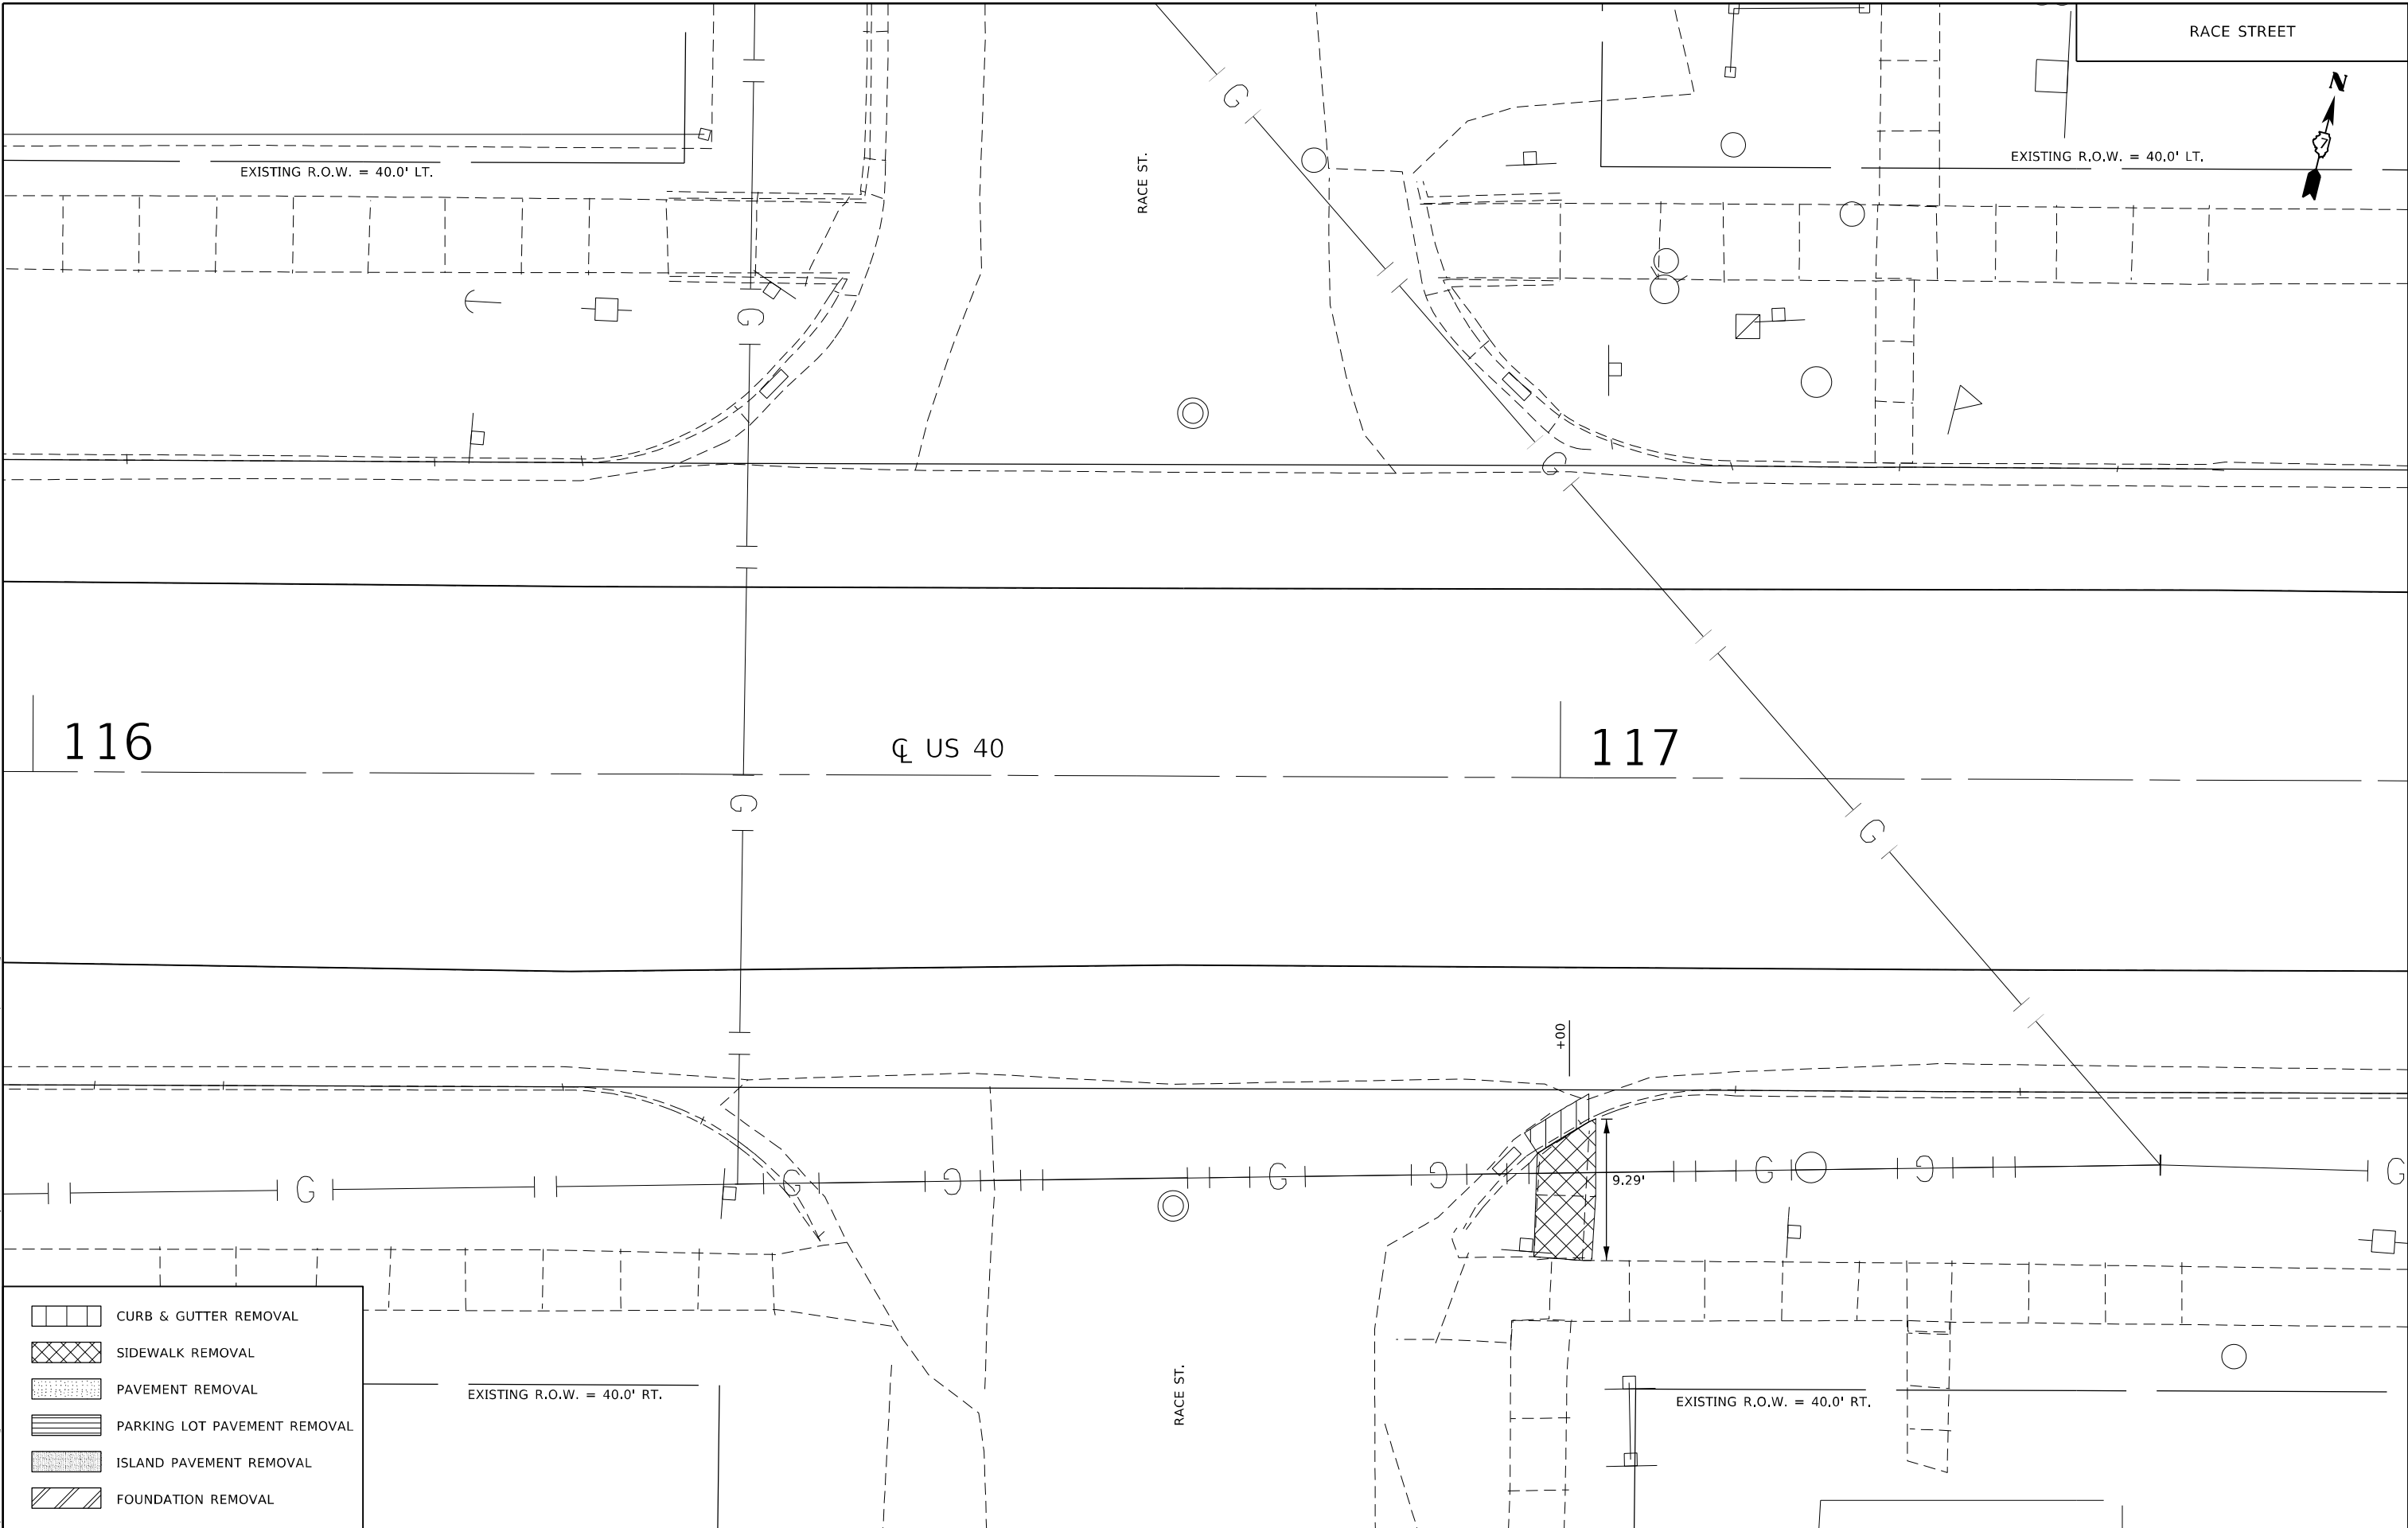 RACE STREET
N
7
G
EXISTING R.O.W. = 40.0' LT.
RACE ST.
EXISTING R.O.W. = 40.0' LT.
G
G
116
℄ US 40
117
G
G
+00
G
G
G
G
G
G
G
G
9.29'
CURB & GUTTER REMOVAL
SIDEWALK REMOVAL
PAVEMENT REMOVAL
PARKING LOT PAVEMENT REMOVAL
ISLAND PAVEMENT REMOVAL
FOUNDATION REMOVAL
EXISTING R.O.W. = 40.0' RT.
RACE ST.
EXISTING R.O.W. = 40.0' RT.